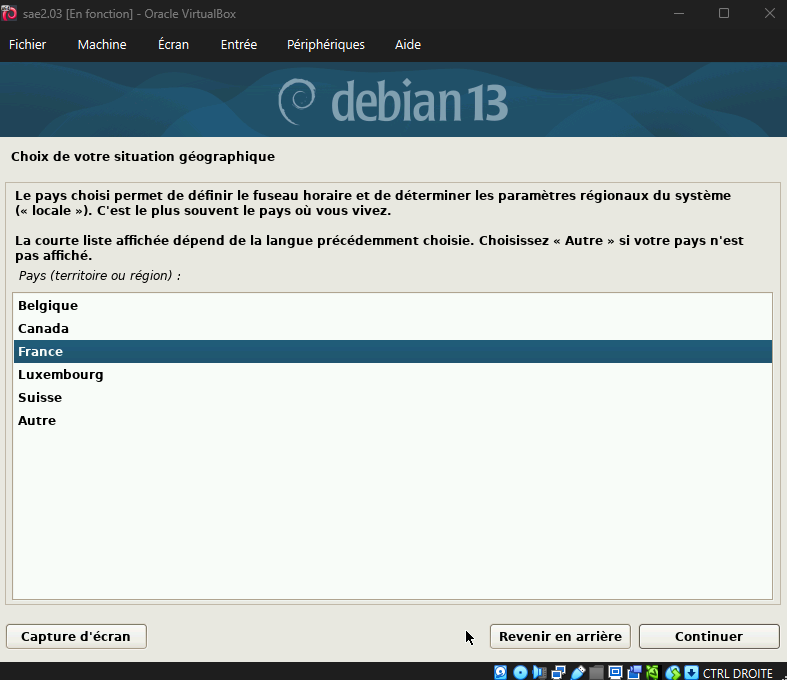 sae2.03 [En fonction] - Oracle VirtualBox
Fichier Machine Écran Entrée Périphériques Aide
debian 13
Choix de votre situation géographique
Le pays choisi permet de définir le fuseau horaire et de déterminer les paramètres régionaux du système
(« locale »). C'est le plus souvent le pays où vous vivez.
La courte liste affichée dépend de la langue précédemment choisie. Choisissez « Autre » si votre pays n'est
pas affiché.
Pays (territoire ou région) :
Belgique
Canada
France
Luxembourg
Suisse
Autre
Capture d'écran Revenir en arrière Continuer
CTRL DROITE